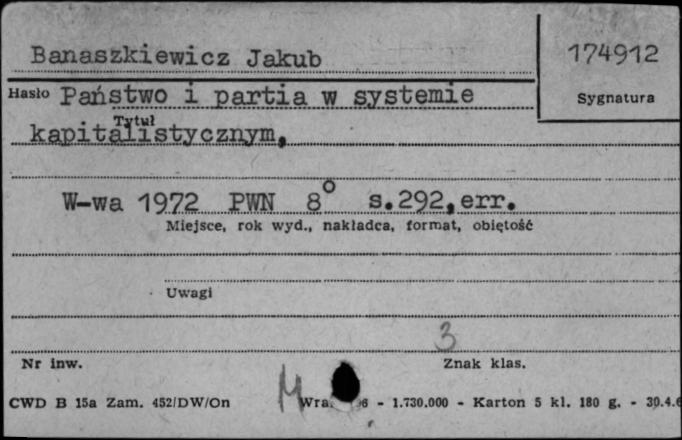 Banaszkiewicz Jakub
174912
Hasło Państwo i partia w systemie
Sygnatura
Tytuł
kapitalistycznym,
W-wa 1972 PWN 8° s.292,err.
Miejsce, rok wyd., nakładca, format, objętość
Uwagi
3
Nr inw.
Znak klas.
CWD B 15a Zam. 452/DW/On
M
- 1.730.000 - Karton 5 kl. 180 g. - 30.4.